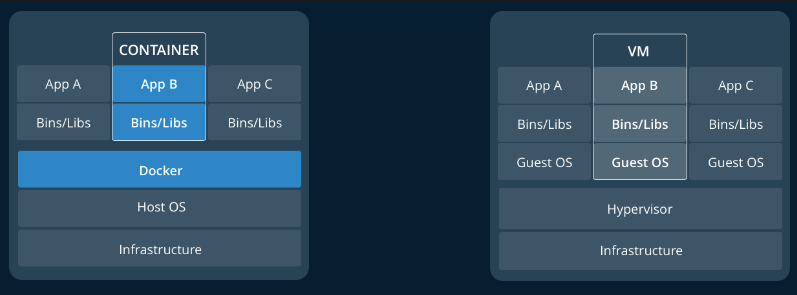 CONTAINER
App A App B App C
Bins/Libs Bins/Libs Bins/Libs
Docker
Host OS
Infrastructure
VM
App A App B App C
Bins/Libs Bins/Libs Bins/Libs
Guest OS Guest OS Guest OS
Hypervisor
Infrastructure